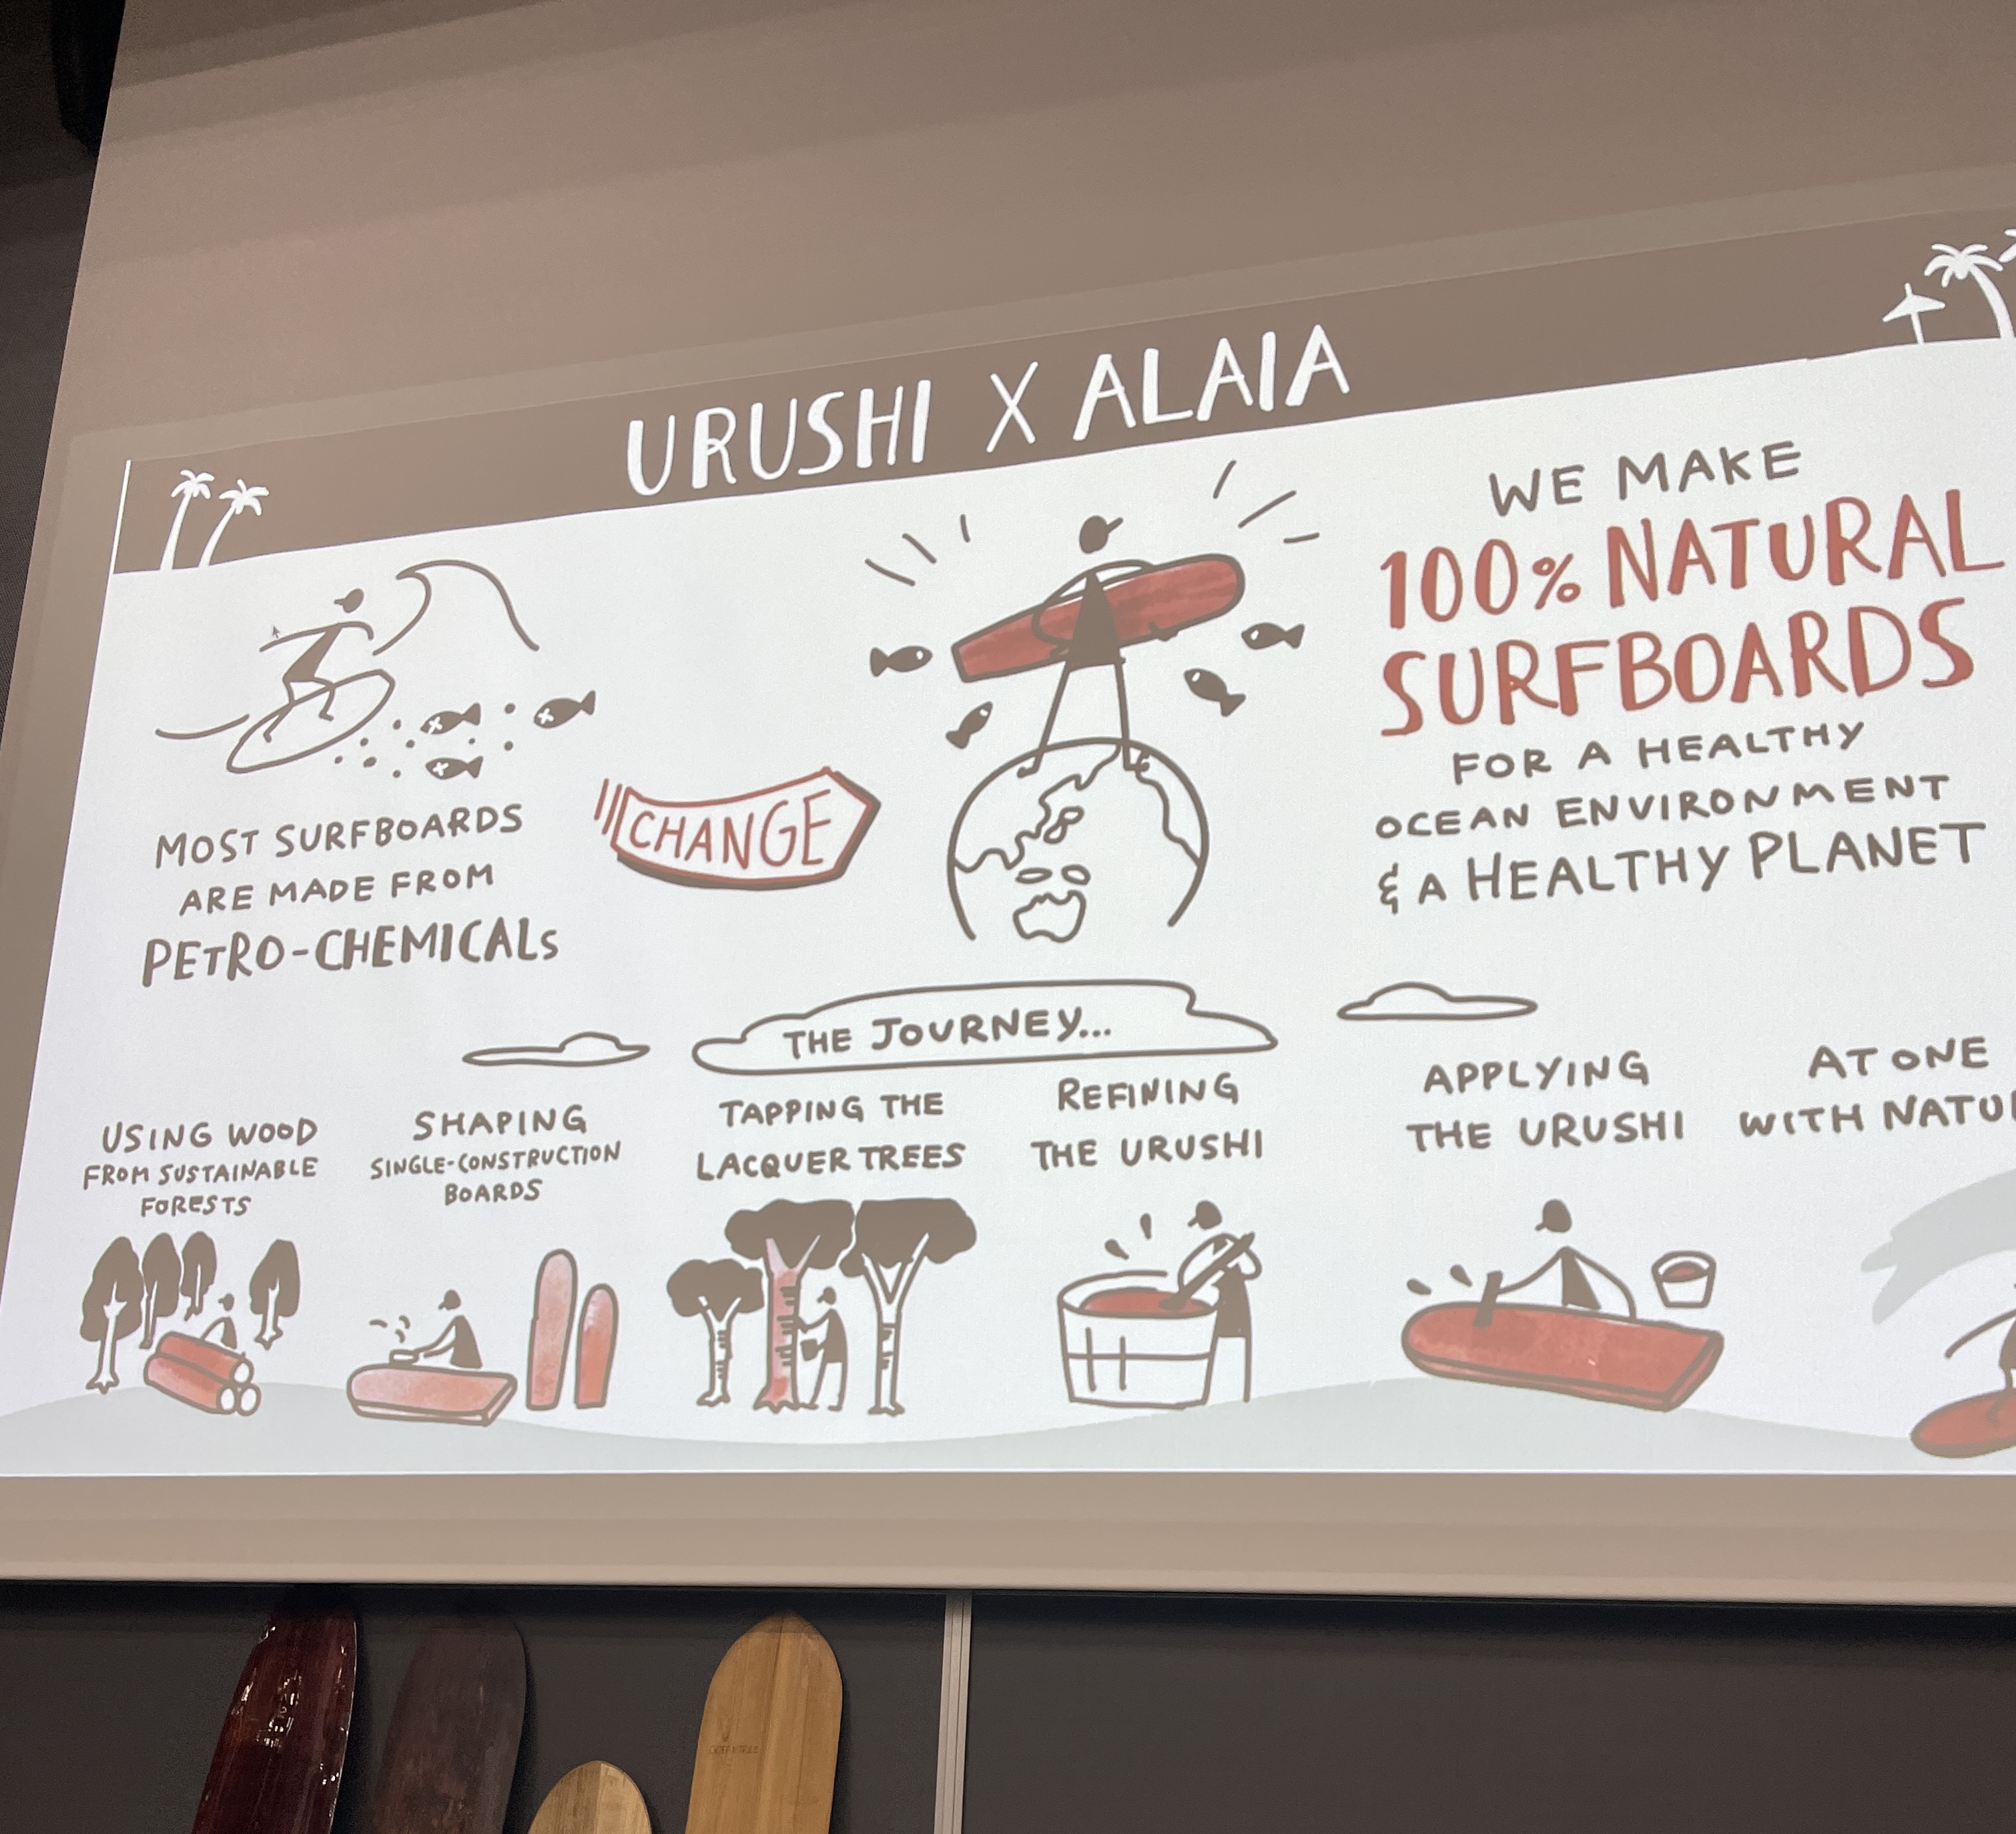 URUSHI X ALAIA
MOST SURFBOARDS
ARE MADE FROM
PETRO-CHEMICALS
CHANGE
WE MAKE
100% NATURAL
SURFBOARDS
FOR A HEALTHY
OCEAN ENVIRONMENT
& A HEALTHY PLANET
THE JOURNEY...
USING WOOD
FROM SUSTAINABLE
FORESTS
SHAPING
SINGLE-CONSTRUCTION
BOARDS
TAPPING THE
LACQUER TREES
REFINING
THE URUSHI
APPLYING
THE URUSHI
AT ONE
WITH